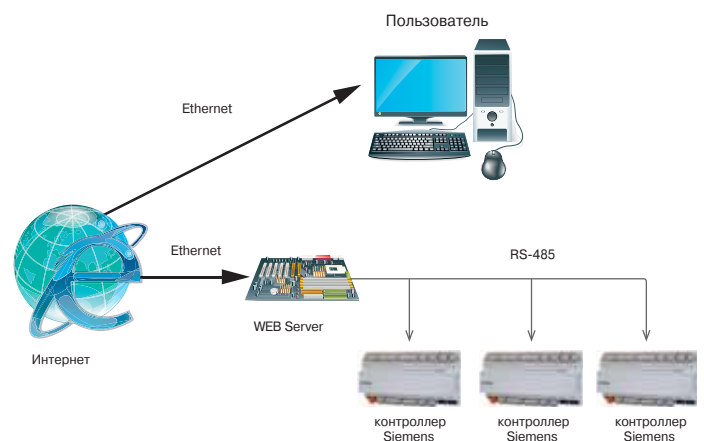 Пользователь
Ethernet
Ethernet
RS-485
WEB Server
Интернет
контроллер
Siemens
контроллер
Siemens
контроллер
Siemens